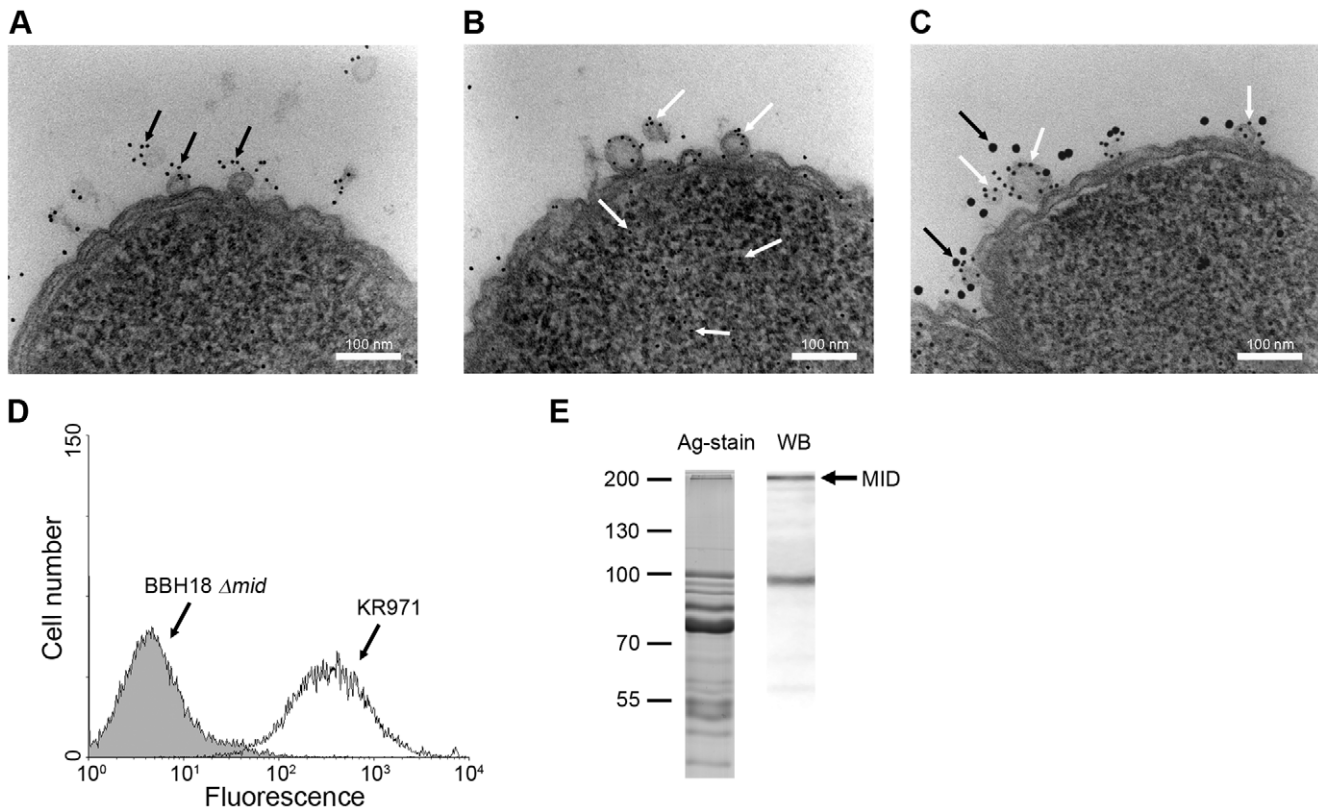 A
B
C
100 nm
100 nm
100 nm
D
150
Cell number
0
BBH18 Δmid
KR971
10⁰
10¹
10²
10³
10⁴
Fluorescence
E
Ag-stain
WB
200
MID
130
100
70
55